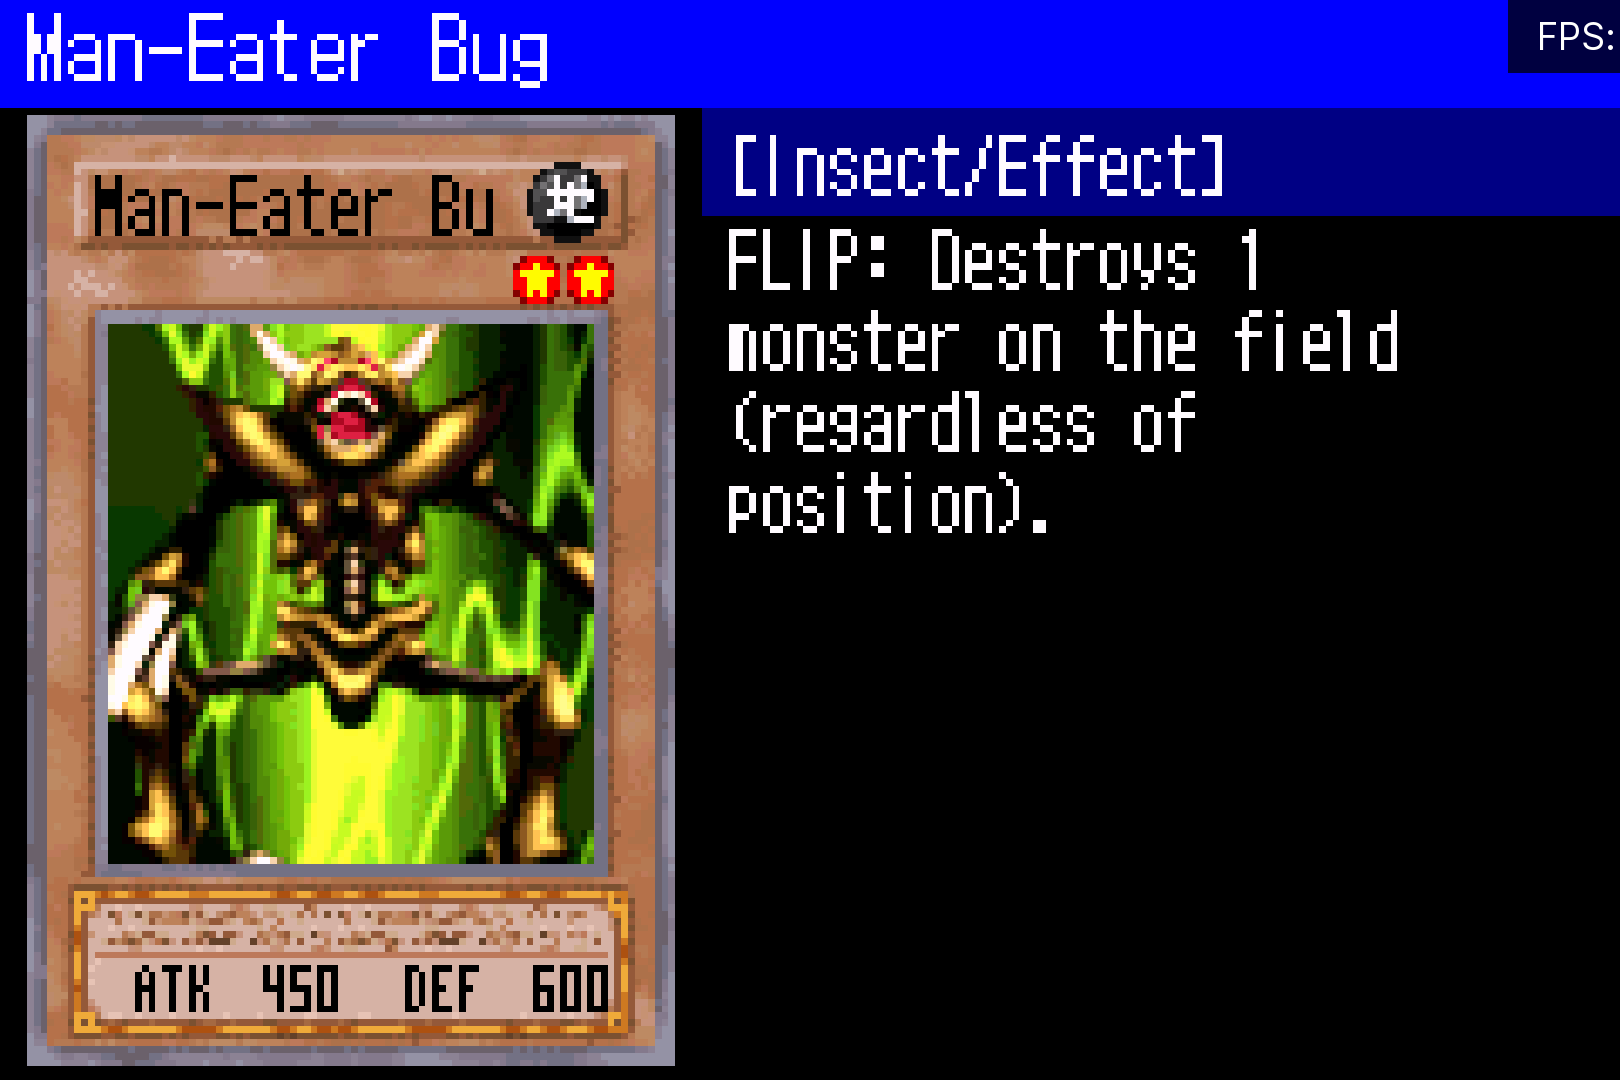 Man-Eater Bug
FPS:
Man-Eater Bu 地
[Insect/Effect]
FLIP: Destroys 1
monster on the field
(regardless of
position).
ATK 450 DEF 600